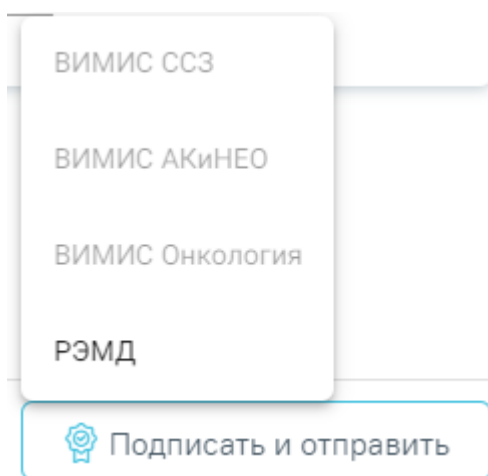 ВИМИС ССЗ
ВИМИС АКиНЕО
ВИМИС Онкология
РЭМД
Подписать и отправить